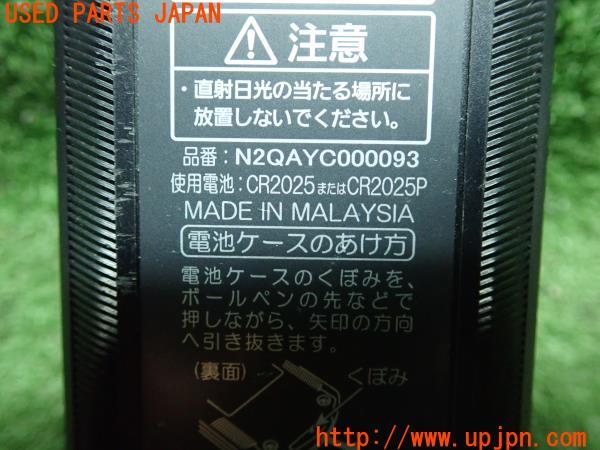 USED PARTS JAPAN
注意
・直射日光の当たる場所に
放置しないでください。
品番：N2QAYC000093
使用電池：CR2025またはCR2025P
MADE IN MALAYSIA
電池ケースのあけ方
電池ケースのくぼみを、
ボールペンの先などで
押しながら、矢印の方向
へ引き抜きます。
(裏面)
くぼみ
www.upjpn.com